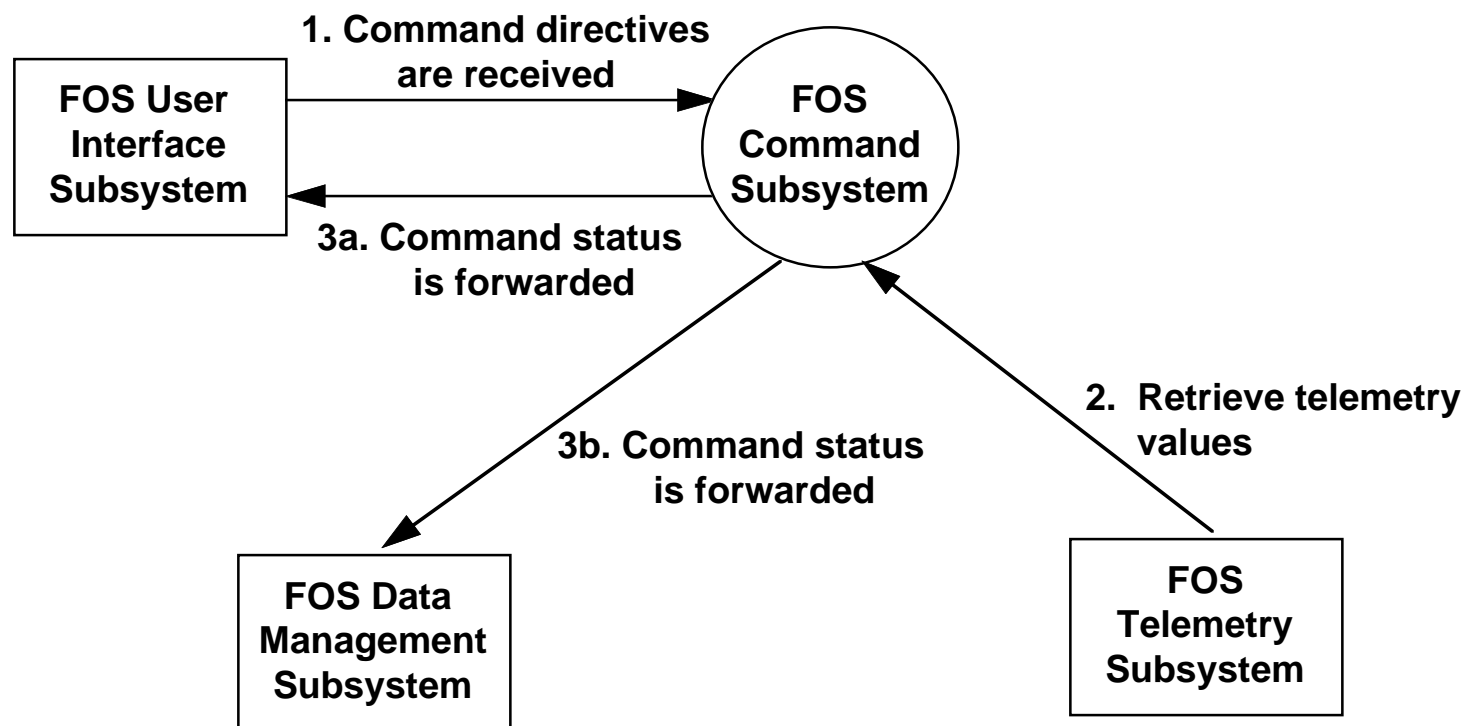 1. Command directives
are received
FOS User
Interface
Subsystem
FOS
Command
Subsystem
3a. Command status
is forwarded
2. Retrieve telemetry
values
3b. Command status
is forwarded
FOS Data
Management
Subsystem
FOS
Telemetry
Subsystem